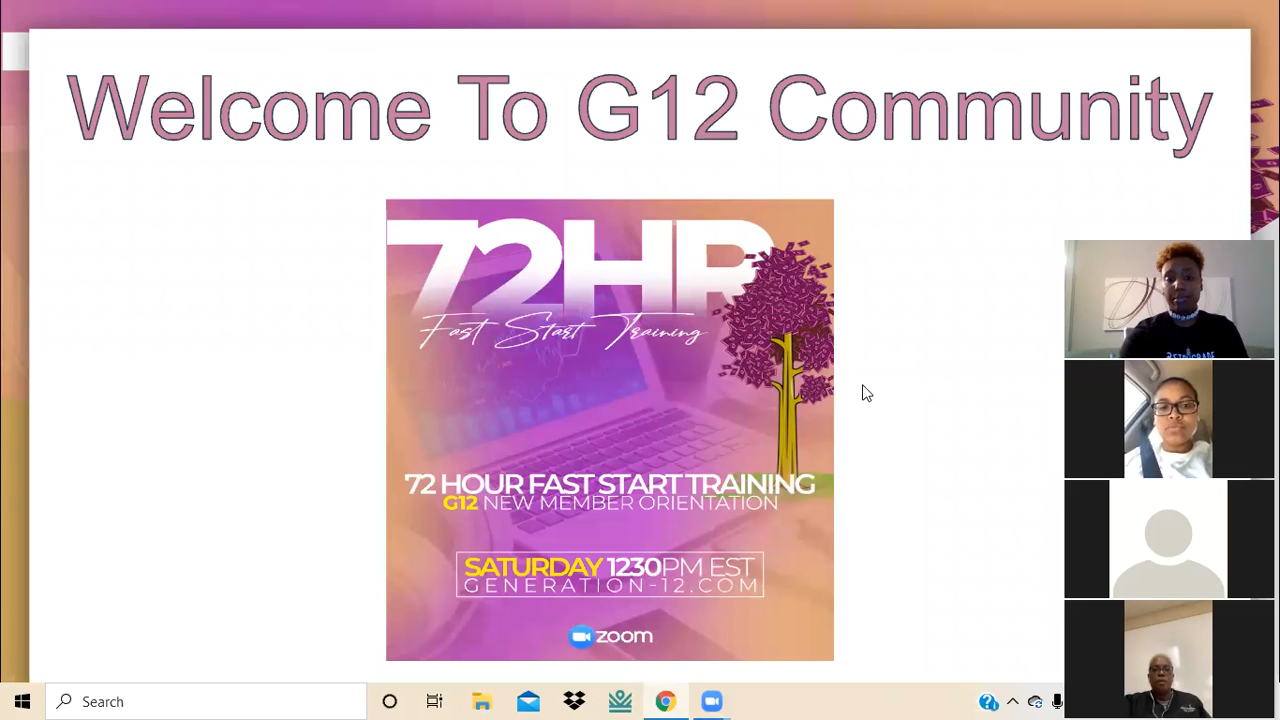 Welcome To G12 Community
72HR
Fast Start Training
72 HOUR FAST START TRAINING
G12 NEW MEMBER ORIENTATION
SATURDAY 1230PM EST
GENERATION-12.COM
zoom
RETROGRADE
Search